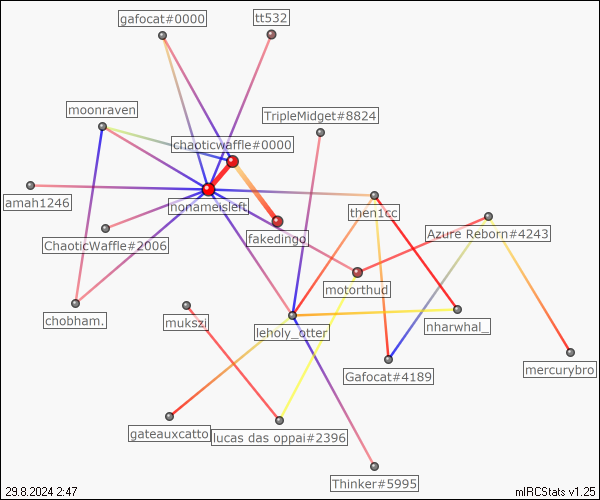 gafocat#0000
tt532
moonraven
TripleMidget#8824
chaoticwaffle#0000
amah1246
nonameisleft
then1cc
ChaoticWaffle#2006
fakedingo.
Azure Reborn#4243
motorthud
chobham.
mukszi
leholy_otter
nharwhal_
Gafocat#4189
mercurybro
gateauxcatto
lucas das oppai#2396
Thinker#5995
29.8.2024 2:47
mIRCStats v1.25